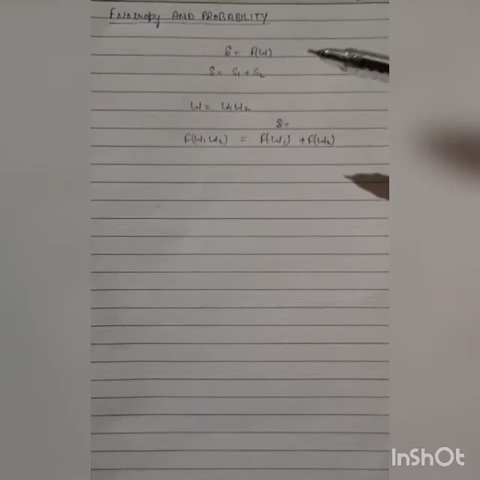 Entropy AND PROBABILITY
S = f(W)
S = S1 + S2
W = W1W2
S =
F(W1W2) = F(W1) + F(W2)
InShOt